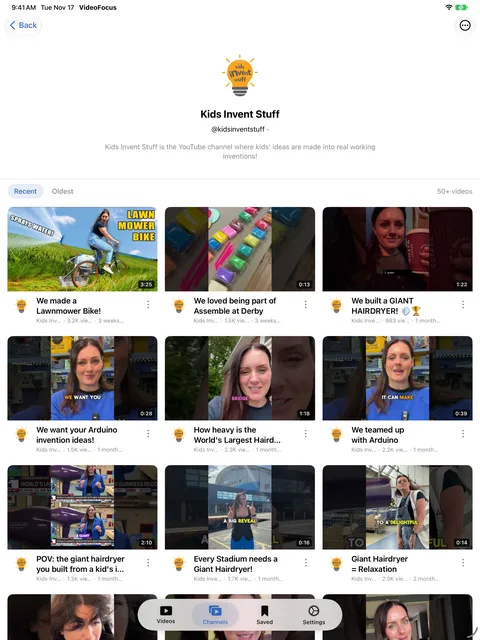 9:41 AM Tue Nov 17 VideoFocus
Back
kids
invent
stuff
Kids Invent Stuff
@kidsinventstuff ·
Kids Invent Stuff is the YouTube channel where kids' ideas are made into real working
inventions!
Recent Oldest 50+ videos
SPRAYS WATER!
LAWN
MOWER
BIKE
3:25
0:13
1:22
We made a
Lawnmower Bike!
Kids Inv... · 3.2K vie... · 3 weeks...
We loved being part of
Assemble at Derby
Kids Inv... · 1.5K vie... · 3 weeks...
We built a GIANT
HAIRDRYER! 🛡️🏆
Kids Inve... · 983 vie... · 1 month...
WE WANT YOU
0:28
BRIDGE
1:18
IT CAN MAKE
0:39
We want your Arduino
invention ideas!
Kids Inv... · 1.5K vie... · 1 month...
How heavy is the
World's Largest Haird...
Kids Inv... · 2.3K vie... · 1 month...
We teamed up
with Arduino
Kids Inv... · 2.2K vie... · 1 month...
2:10
A BIG REVEAL
0:16
TO A DELIGHTFUL
0:14
POV: the giant hairdryer
you built from a kid's i...
Kids Inv... · 1.3K vie... · 1 month...
Every Stadium needs a
Giant Hairdryer!
Kids Inv... · 1.7K vie... · 1 month...
Giant Hairdryer
= Relaxation
Kids Inv... · 2.0K vie... · 2 month...
Videos Channels Saved Settings